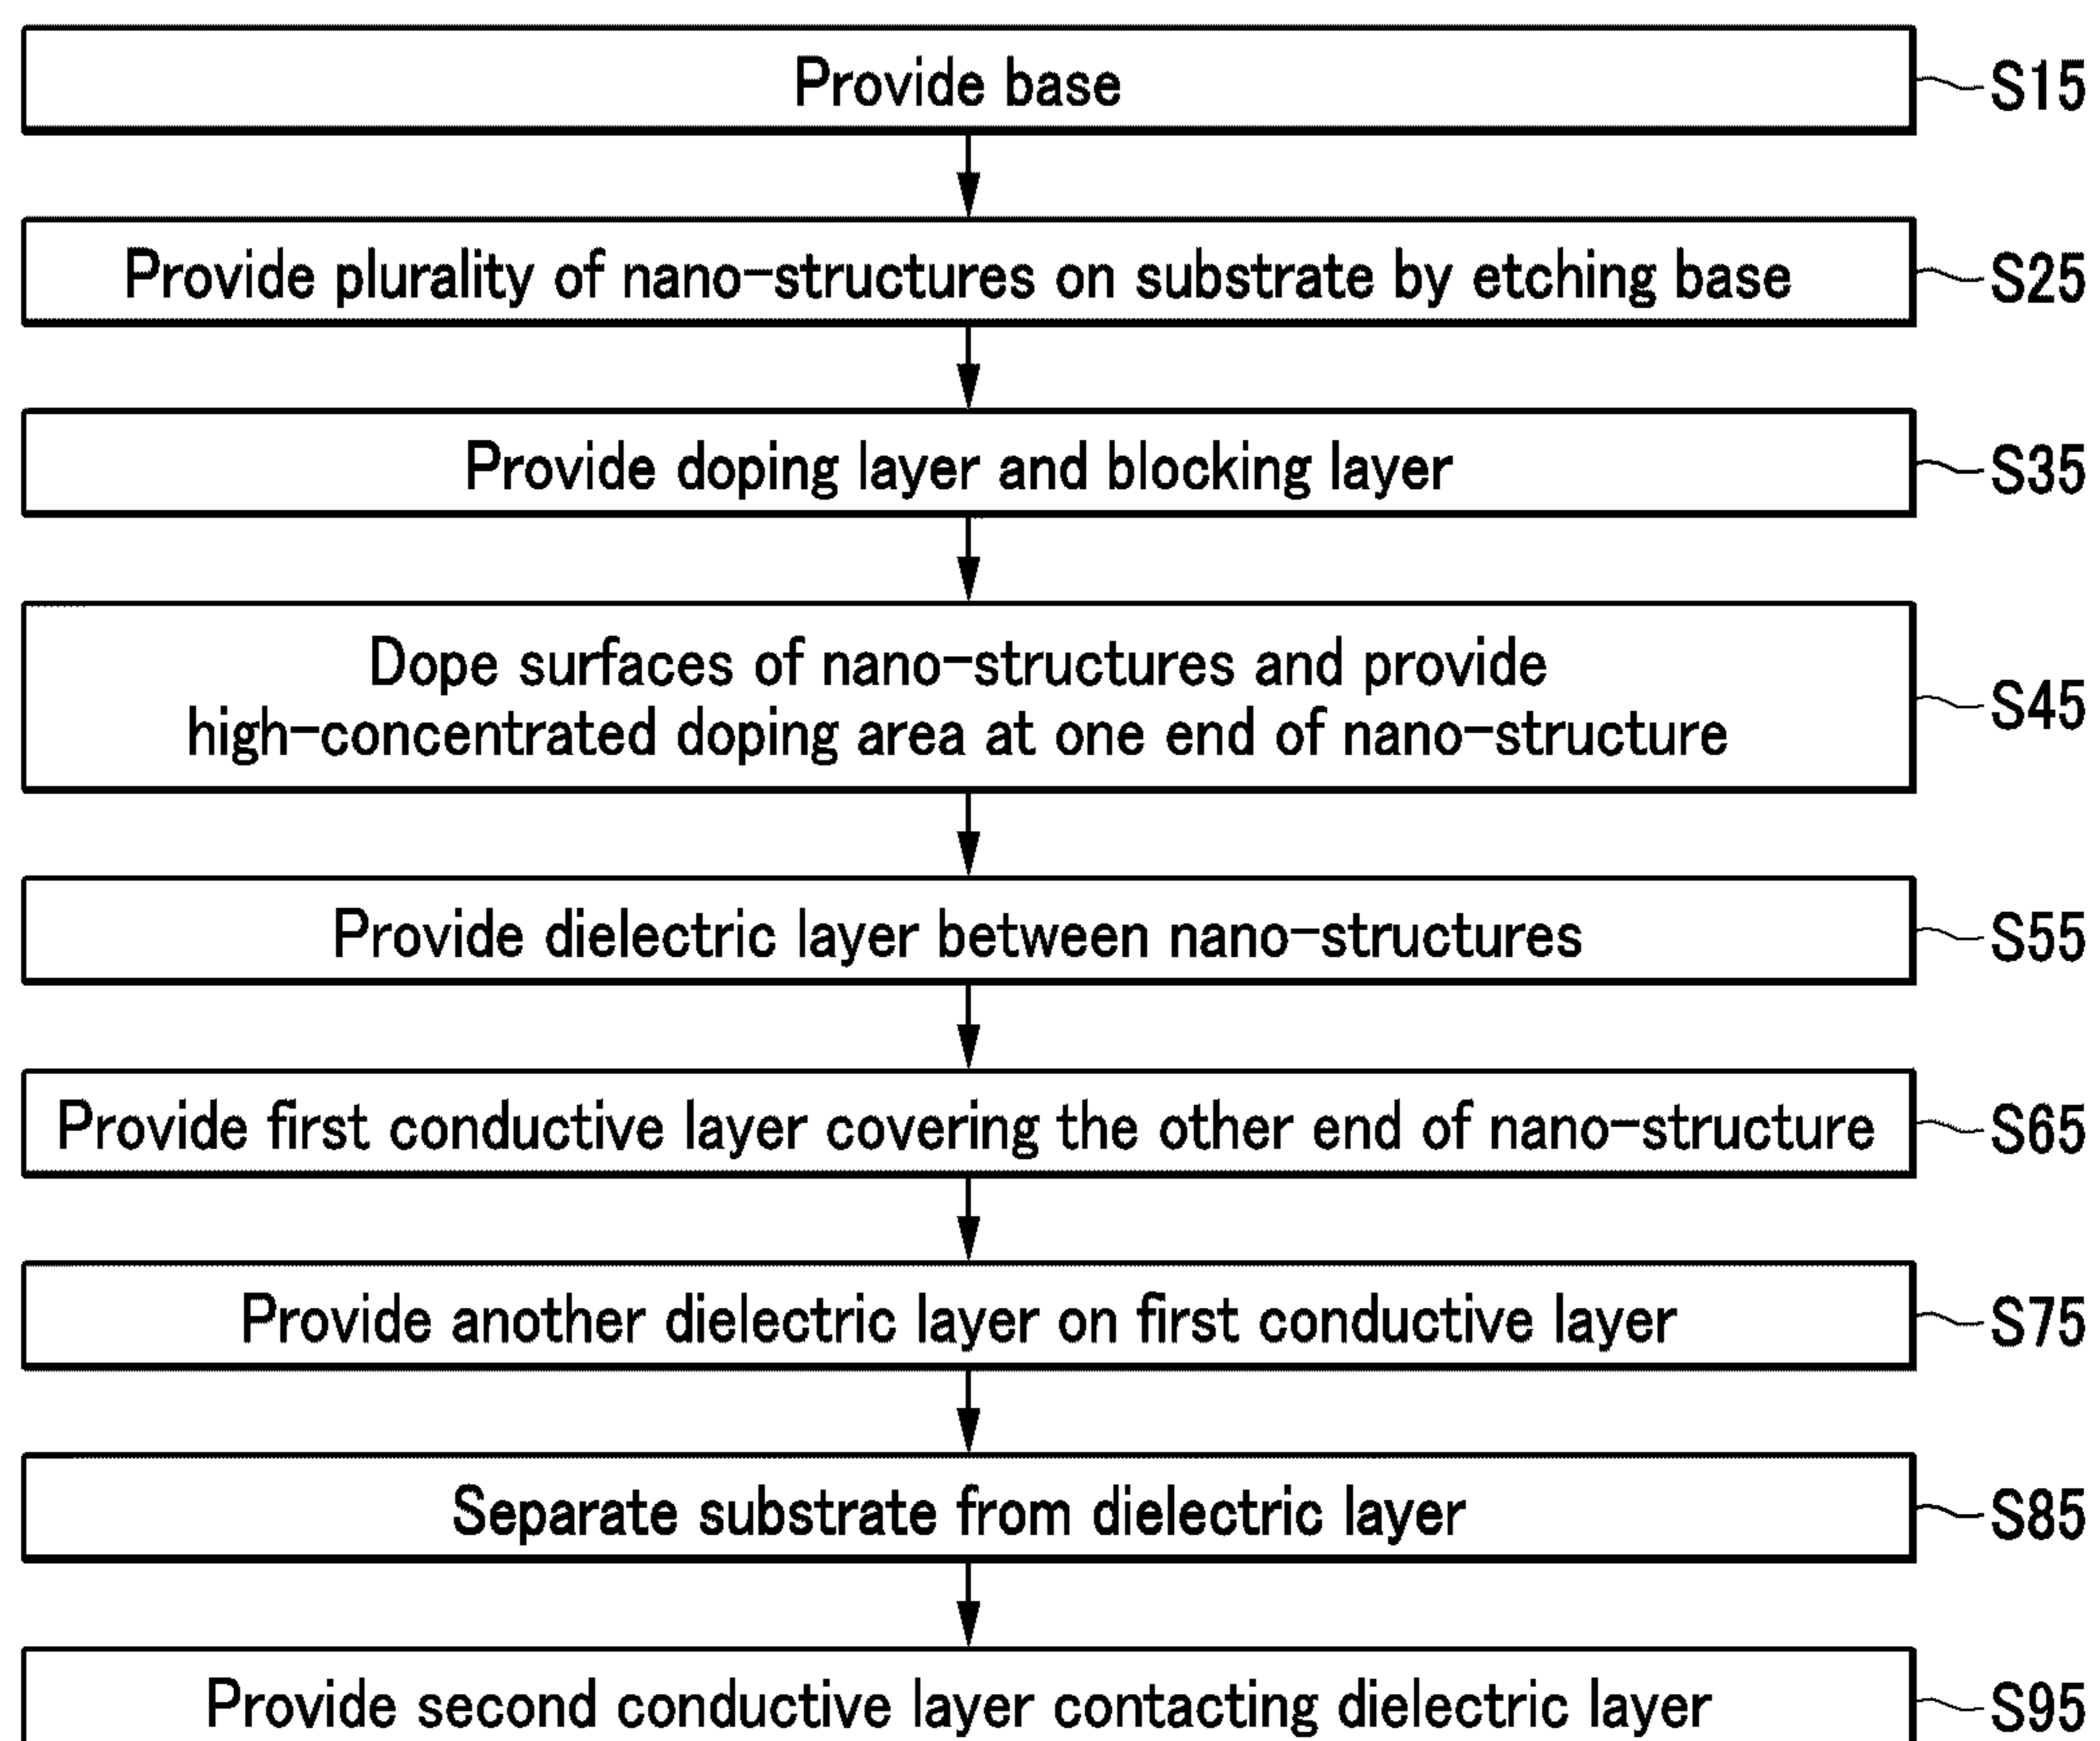 Provide base
S15
Provide plurality of nano-structures on substrate by etching base
S25
Provide doping layer and blocking layer
S35
Dope surfaces of nano-structures and provide
high-concentrated doping area at one end of nano-structure
S45
Provide dielectric layer between nano-structures
S55
Provide first conductive layer covering the other end of nano-structure
S65
Provide another dielectric layer on first conductive layer
S75
Separate substrate from dielectric layer
S85
Provide second conductive layer contacting dielectric layer
S95